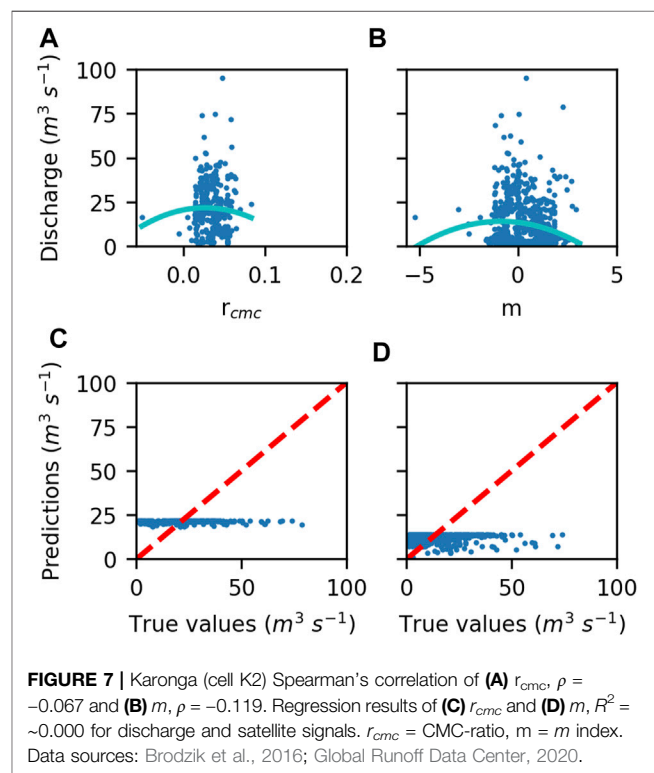 A
B
Discharge (m³ s⁻¹)
100
75
50
25
0
0.0 0.1 0.2
r_cmc
−5 0 5
m
C
D
Predictions (m³ s⁻¹)
100
75
50
25
0
0 50 100
True values (m³ s⁻¹)
0 50 100
True values (m³ s⁻¹)
FIGURE 7 | Karonga (cell K2) Spearman's correlation of (A) r_cmc, ρ =
−0.067 and (B) m, ρ = −0.119. Regression results of (C) r_cmc and (D) m, R² =
~0.000 for discharge and satellite signals. r_cmc = CMC-ratio, m = m index.
Data sources: Brodzik et al., 2016; Global Runoff Data Center, 2020.